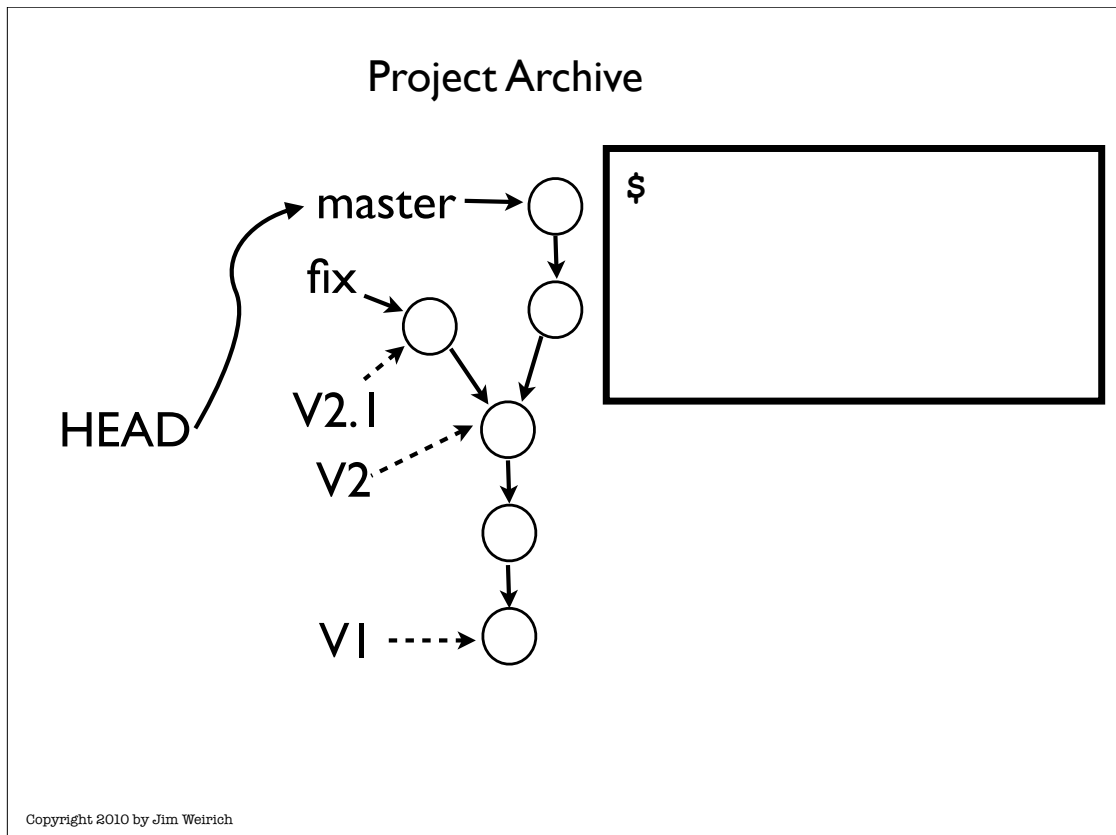 Project Archive
master
$
fix
V2.1
HEAD
V2
V1
Copyright 2010 by Jim Weirich